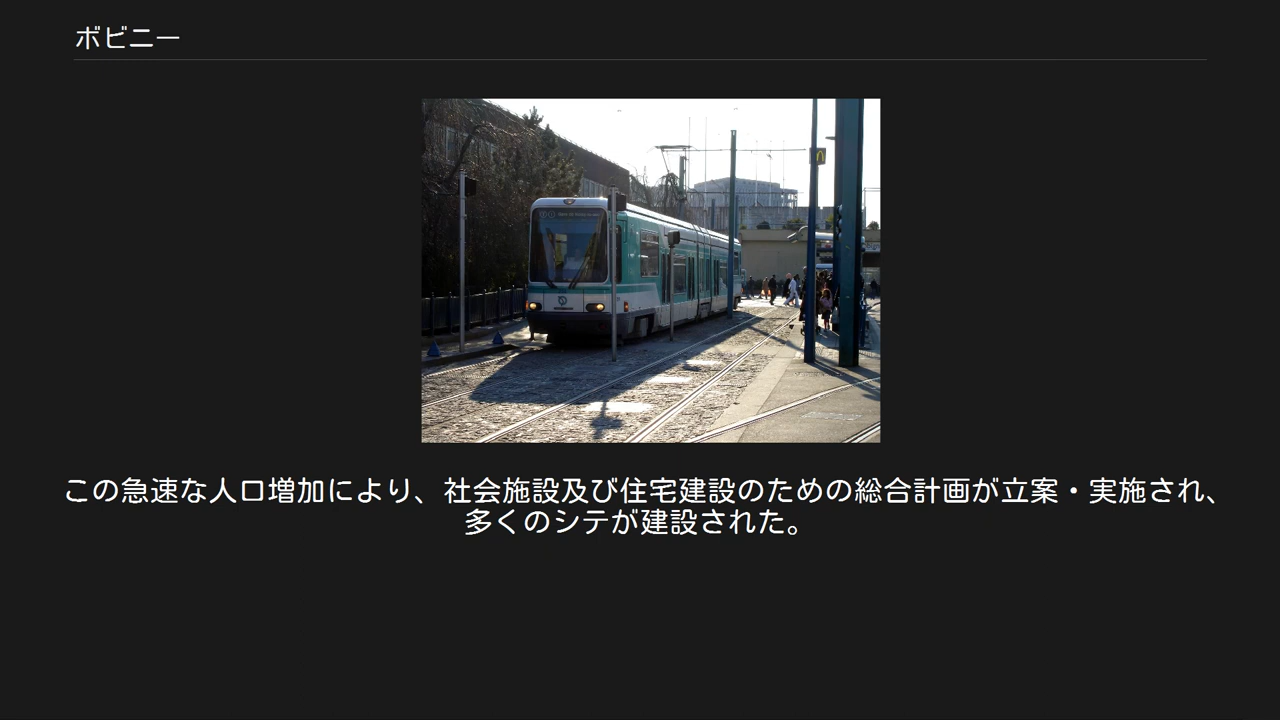 ボビニー
この急速な人口増加により、社会施設及び住宅建設のための総合計画が立案・実施され、
多くのシテが建設された。